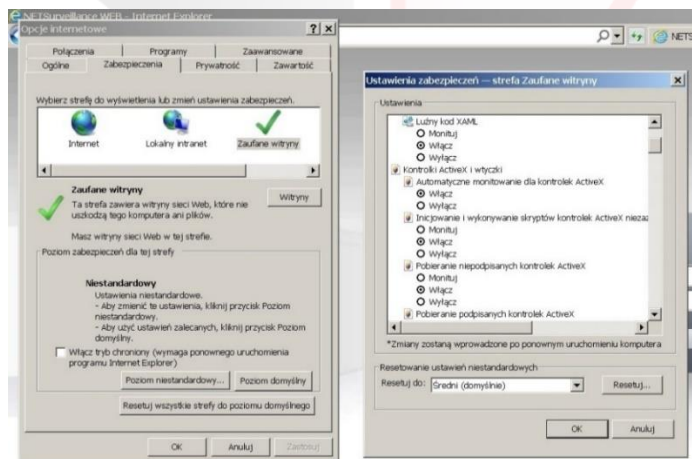 NETSurveillance WEB - Internet Explorer
Opcje internetowe
Połączenia
Programy
Zaawansowane
Ogólne
Zabezpieczenia
Prywatność
Zawartość
Wybierz strefę do wyświetlenia lub zmień ustawienia zabezpieczeń.
Internet
Lokalny intranet
Zaufane witryny
Zaufane witryny
Witryny
Ta strefa zawiera witryny sieci Web, które nie
uszkodzą tego komputera ani plików.
Masz witryny sieci Web w tej strefie.
Poziom zabezpieczeń dla tej strefy
Niestandardowy
Ustawienia niestandardowe.
- Aby zmienić te ustawienia, kliknij przycisk Poziom
niestandardowy.
- Aby użyć ustawień zalecanych, kliknij przycisk Poziom
domyślny.
Włącz tryb chroniony (wymaga ponownego uruchomienia
programu Internet Explorer)
Poziom niestandardowy...
Poziom domyślny
Resetuj wszystkie strefy do poziomu domyślnego
OK
Anuluj
Zastosuj
NETS
Ustawienia zabezpieczeń — strefa Zaufane witryny
Ustawienia
Luźny kod XAML
Monituj
Włącz
Wyłącz
Kontrolki ActiveX i wtyczki
Automatyczne monitowanie dla kontrolek ActiveX
Włącz
Wyłącz
Inicjowanie i wykonywanie skryptów kontrolek ActiveX niezaz
Monituj
Włącz
Wyłącz
Pobieranie niepodpisanych kontrolek ActiveX
Monituj
Włącz
Wyłącz
Pobieranie podpisanych kontrolek ActiveX
*Zmiany zostaną wprowadzone po ponownym uruchomieniu komputera
Resetowanie ustawień niestandardowych
Resetuj do:
Średni (domyślnie)
Resetuj...
OK
Anuluj